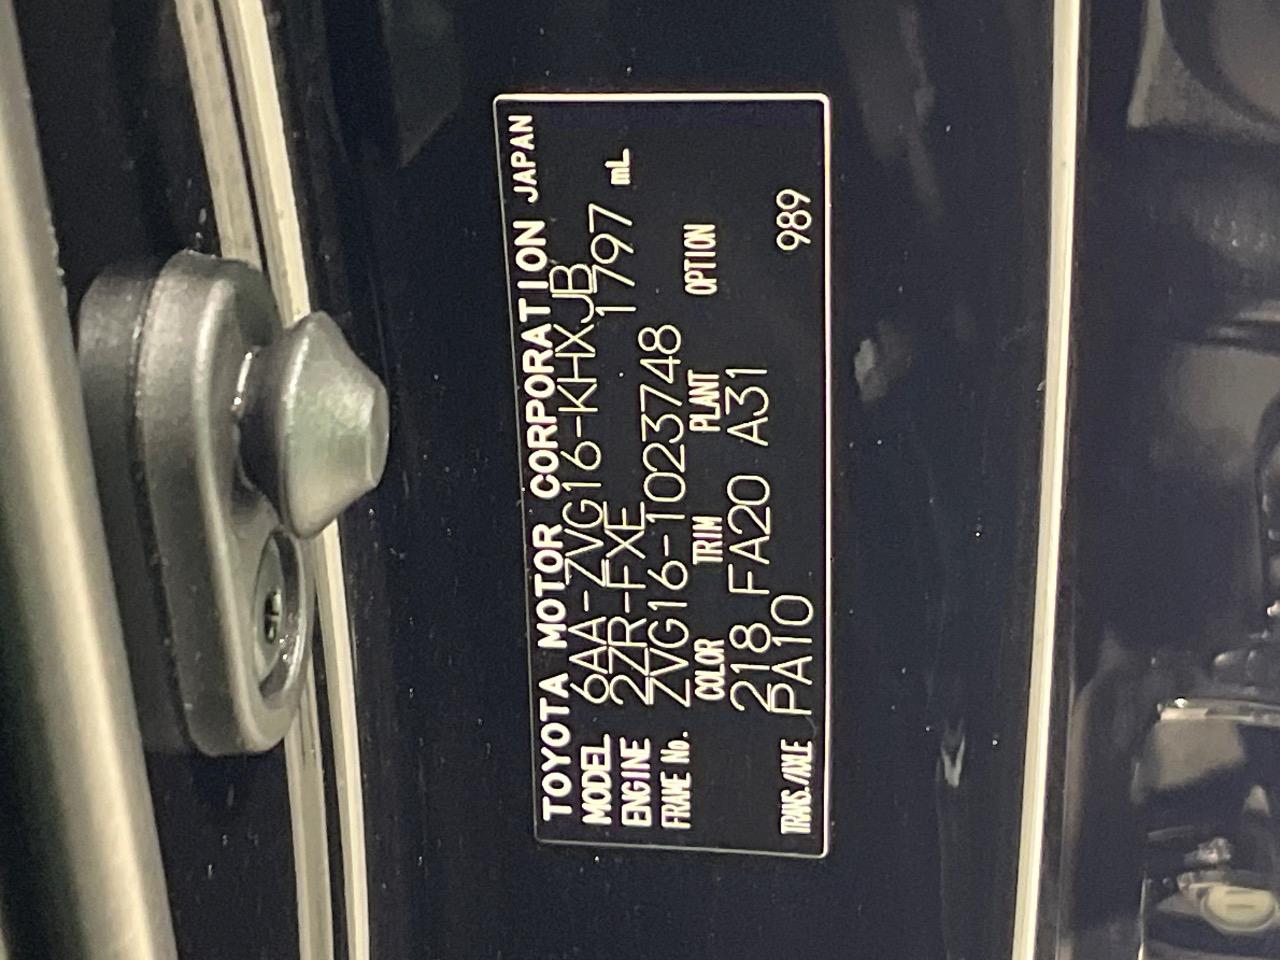 TOYOTA MOTOR CORPORATION JAPAN
MODEL 6AA-ZVG16-KHXJB
ENGINE 2ZR-FXE 1797 mL
FRAME No. ZVG16-1023748
COLOR TRIM PLANT OPTION
218 FA20 A31
TRANS./AXLE PA10 989